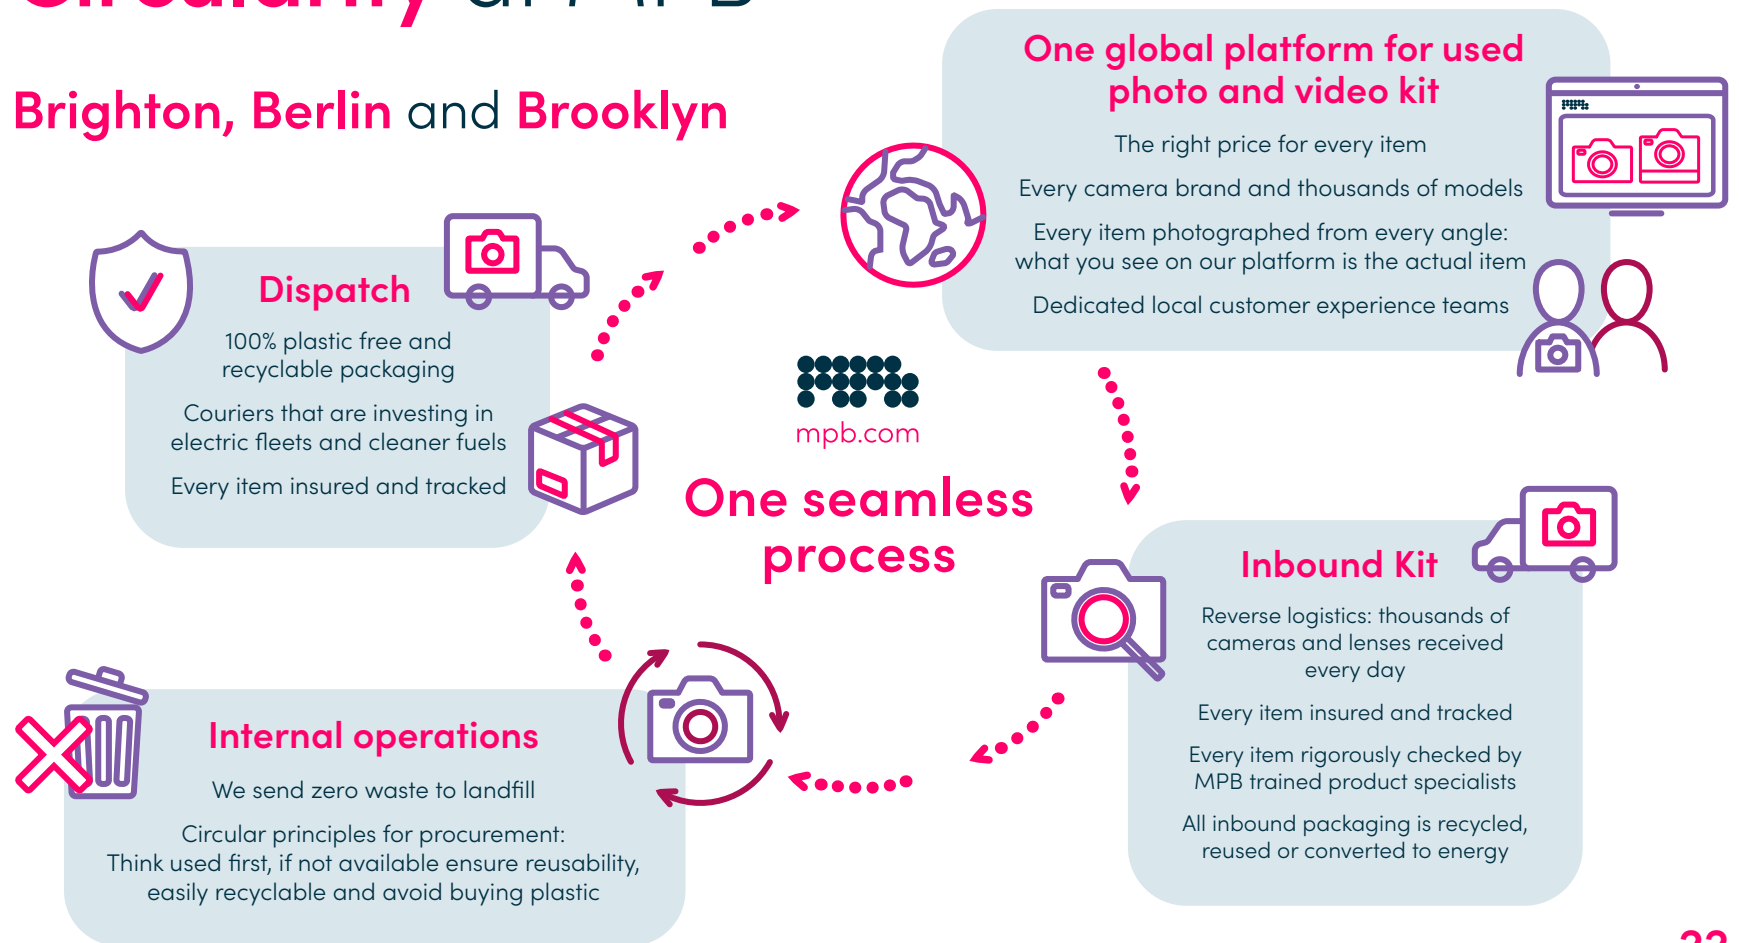 Circularity at MPB
Brighton, Berlin and Brooklyn
One global platform for used
photo and video kit
The right price for every item
Every camera brand and thousands of models
Every item photographed from every angle:
what you see on our platform is the actual item
Dedicated local customer experience teams
Dispatch
100% plastic free and
recyclable packaging
Couriers that are investing in
electric fleets and cleaner fuels
Every item insured and tracked
mpb.com
One seamless
process
Inbound Kit
Reverse logistics: thousands of
cameras and lenses received
every day
Every item insured and tracked
Every item rigorously checked by
MPB trained product specialists
All inbound packaging is recycled,
reused or converted to energy
Internal operations
We send zero waste to landfill
Circular principles for procurement:
Think used first, if not available ensure reusability,
easily recyclable and avoid buying plastic